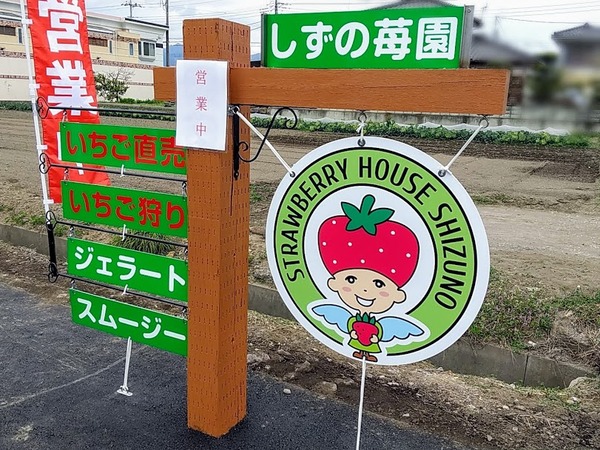 営業中
しずの苺園
営業中
いちご直売
いちご狩り
ジェラート
スムージー
STRAWBERRY HOUSE SHIZUNO